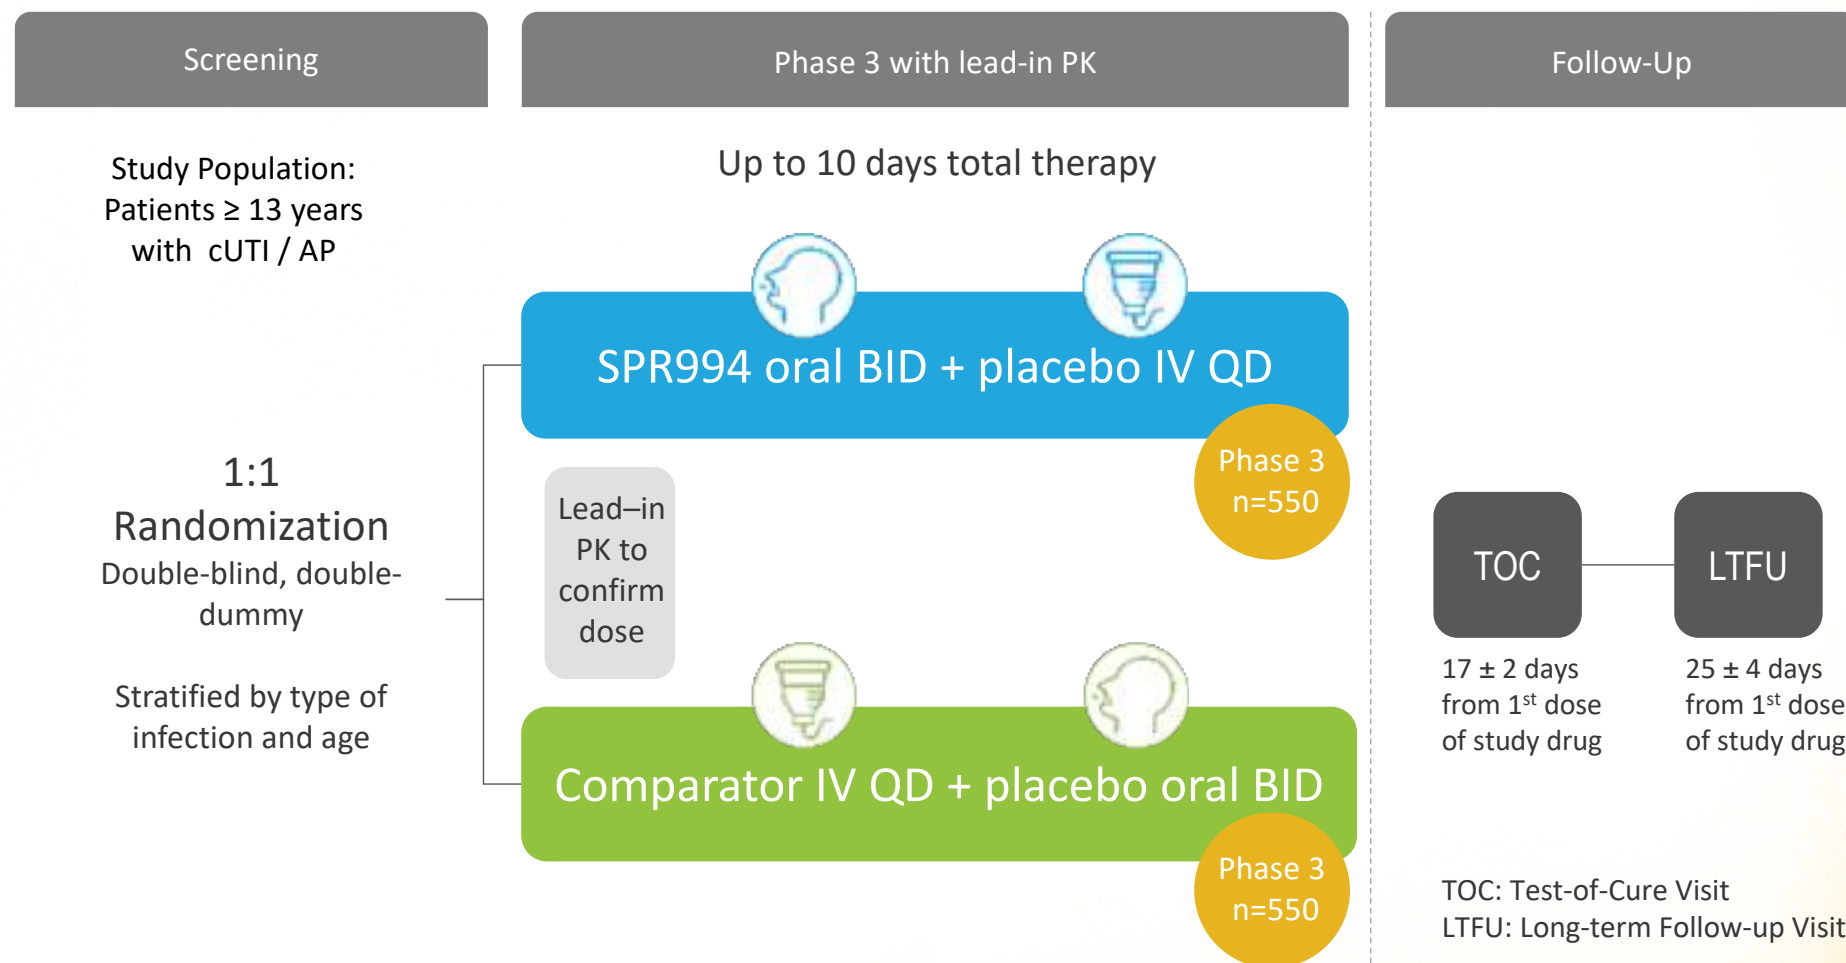 Screening
Phase 3 with lead-in PK
Follow-Up
Study Population:
Patients ≥ 13 years
with cUTI / AP
1:1
Randomization
Double-blind, double-
dummy
Stratified by type of
infection and age
Up to 10 days total therapy
SPR994 oral BID + placebo IV QD
Phase 3
n=550
Lead–in
PK to
confirm
dose
Comparator IV QD + placebo oral BID
Phase 3
n=550
TOC
LTFU
17 ± 2 days
from 1st dose
of study drug
25 ± 4 days
from 1st dose
of study drug
TOC: Test-of-Cure Visit
LTFU: Long-term Follow-up Visit